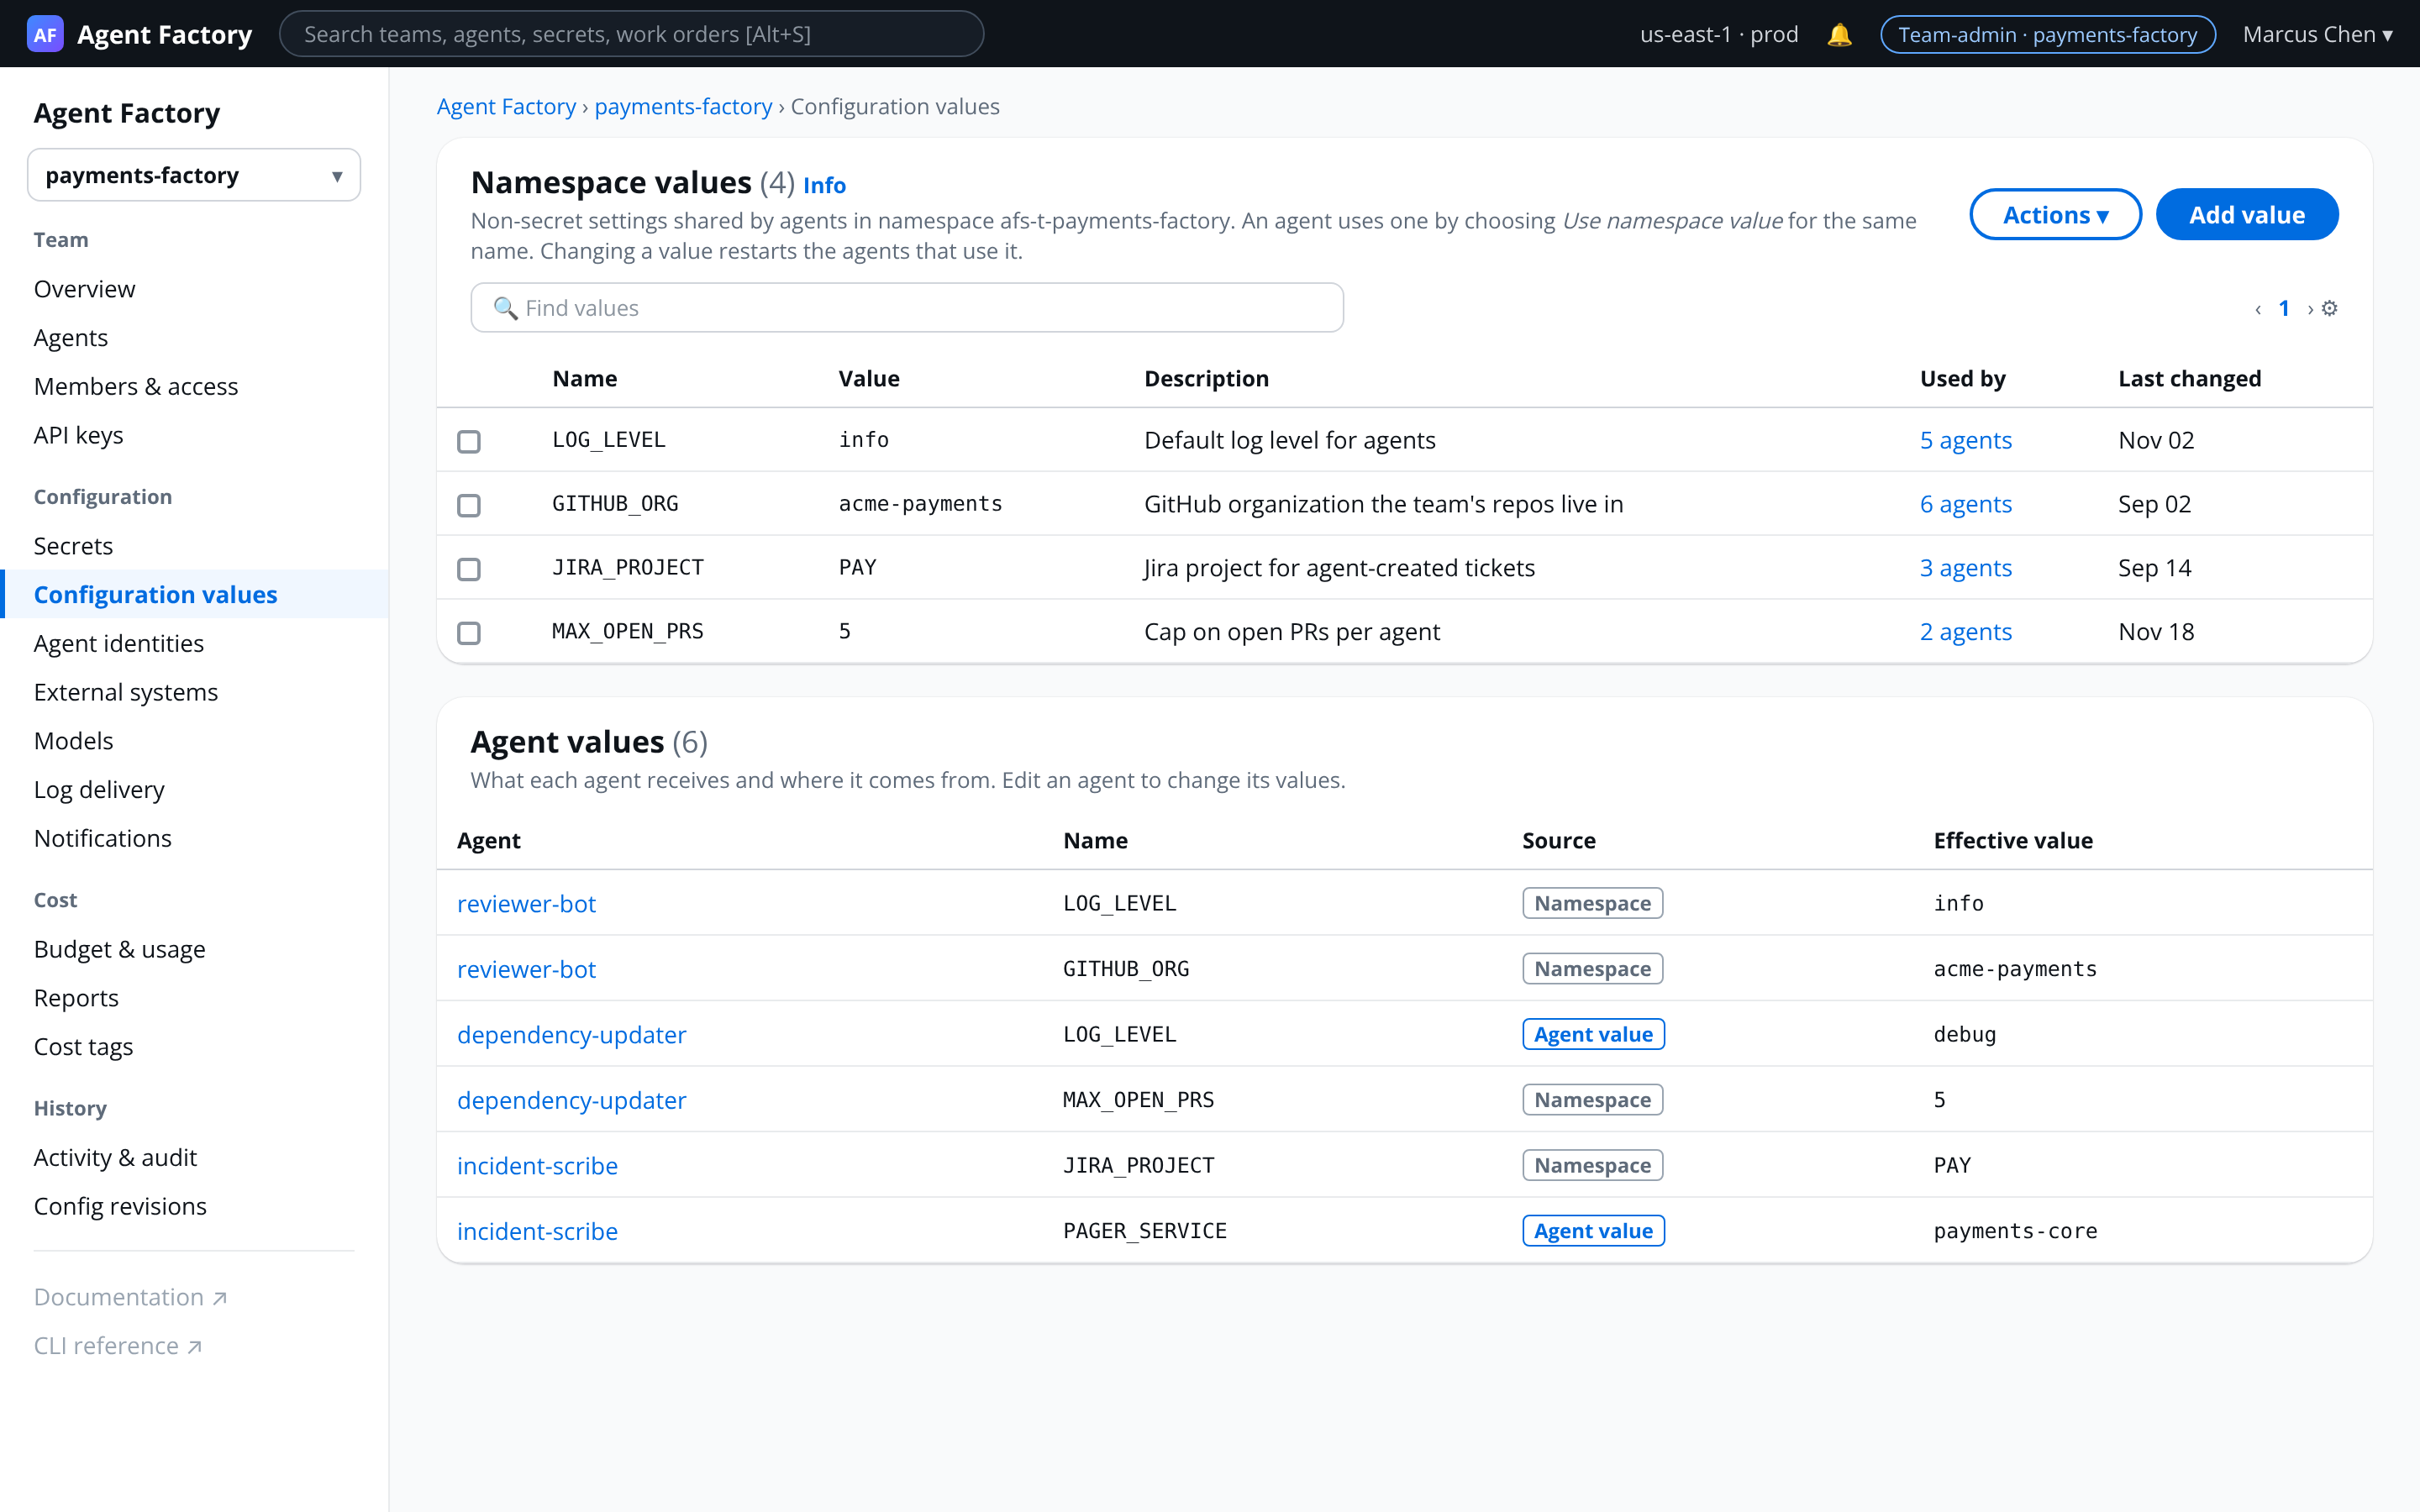 AF Agent Factory Search teams, agents, secrets, work orders [Alt+S] us-east-1 · prod Team-admin · payments-factory Marcus Chen ▾
Agent Factory
payments-factory ▾
Team
Overview
Agents
Members & access
API keys
Configuration
Secrets
Configuration values
Agent identities
External systems
Models
Log delivery
Notifications
Cost
Budget & usage
Reports
Cost tags
History
Activity & audit
Config revisions
Documentation ↗
CLI reference ↗
Agent Factory › payments-factory › Configuration values
Namespace values (4) Info
Non-secret settings shared by agents in namespace afs-t-payments-factory. An agent uses one by choosing Use namespace value for the same
name. Changing a value restarts the agents that use it.
Actions ▾ Add value
Find values ‹ 1 ›
Name Value Description Used by Last changed
LOG_LEVEL info Default log level for agents 5 agents Nov 02
GITHUB_ORG acme-payments GitHub organization the team's repos live in 6 agents Sep 02
JIRA_PROJECT PAY Jira project for agent-created tickets 3 agents Sep 14
MAX_OPEN_PRS 5 Cap on open PRs per agent 2 agents Nov 18
Agent values (6)
What each agent receives and where it comes from. Edit an agent to change its values.
Agent Name Source Effective value
reviewer-bot LOG_LEVEL Namespace info
reviewer-bot GITHUB_ORG Namespace acme-payments
dependency-updater LOG_LEVEL Agent value debug
dependency-updater MAX_OPEN_PRS Namespace 5
incident-scribe JIRA_PROJECT Namespace PAY
incident-scribe PAGER_SERVICE Agent value payments-core